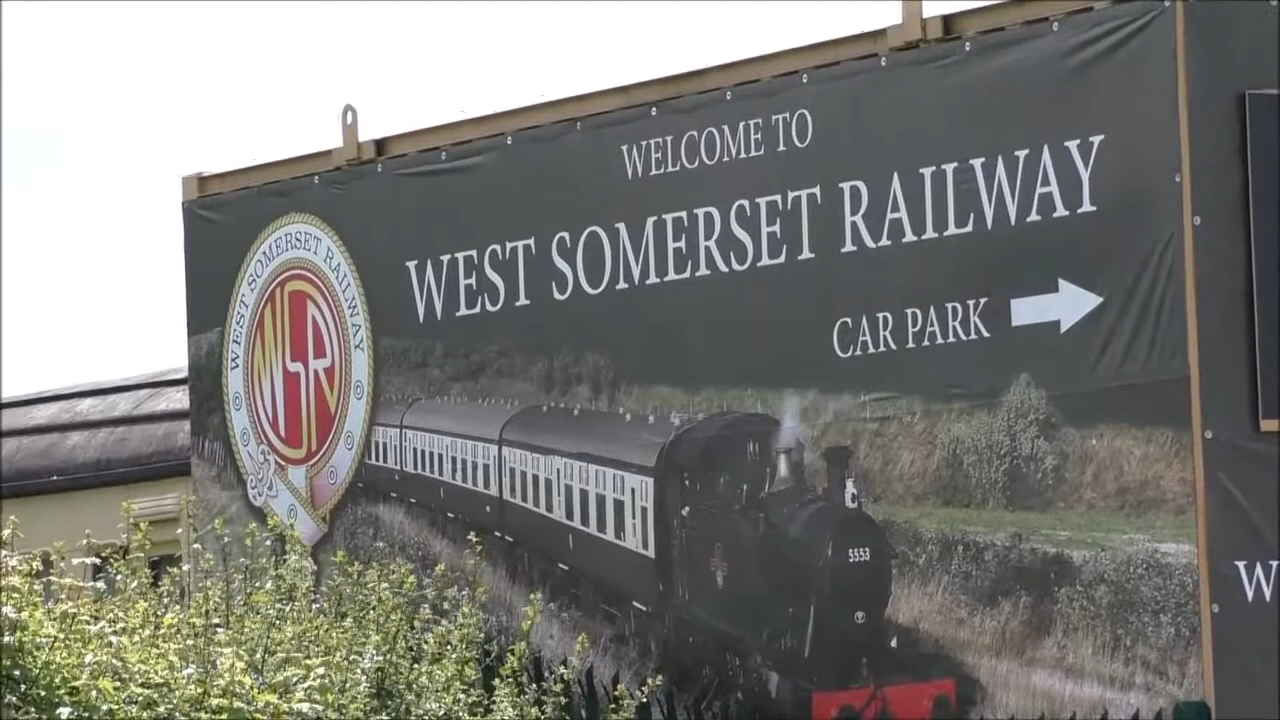 WELCOME TO
WEST SOMERSET RAILWAY
CAR PARK
WEST SOMERSET RAILWAY
WSR
5553
W